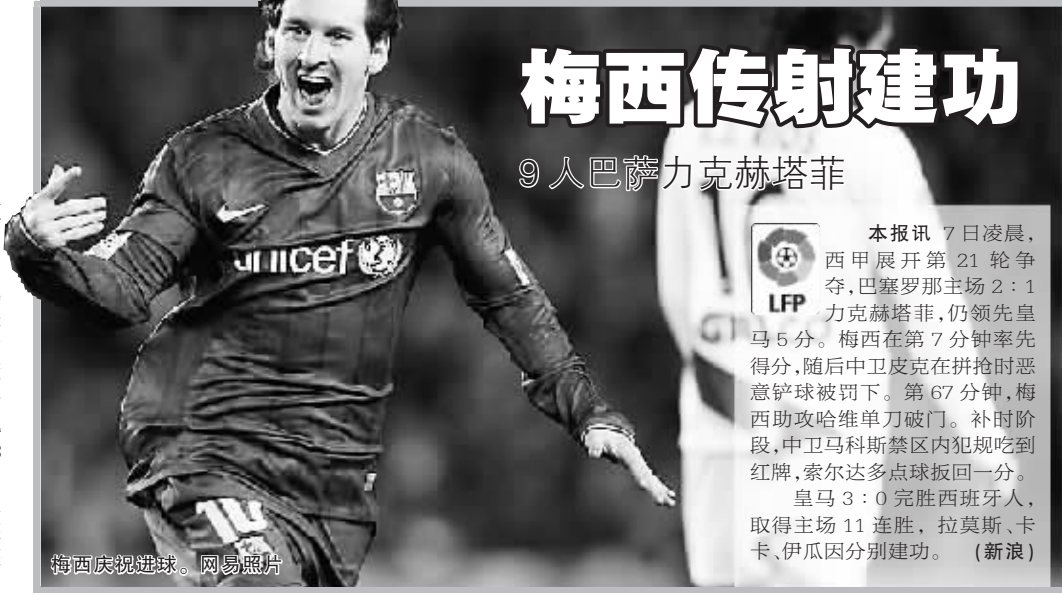 梅西传射建功
9人巴萨力克赫塔菲
本报讯 7日凌晨，
西甲展开第 21 轮争
夺，巴塞罗那主场 2：1
力克赫塔菲，仍领先皇
马 5 分。梅西在第 7 分钟率先
得分，随后中卫皮克在拼抢时恶
意铲球被罚下。第 67 分钟，梅
西助攻哈维单刀破门。补时阶
段，中卫马科斯禁区内犯规吃到
红牌，索尔达多点球扳回一分。
皇马 3：0 完胜西班牙人，
取得主场 11 连胜，拉莫斯、卡
卡、伊瓜因分别建功。 （新浪）
LFP
unicef
10
梅西庆祝进球。网易照片